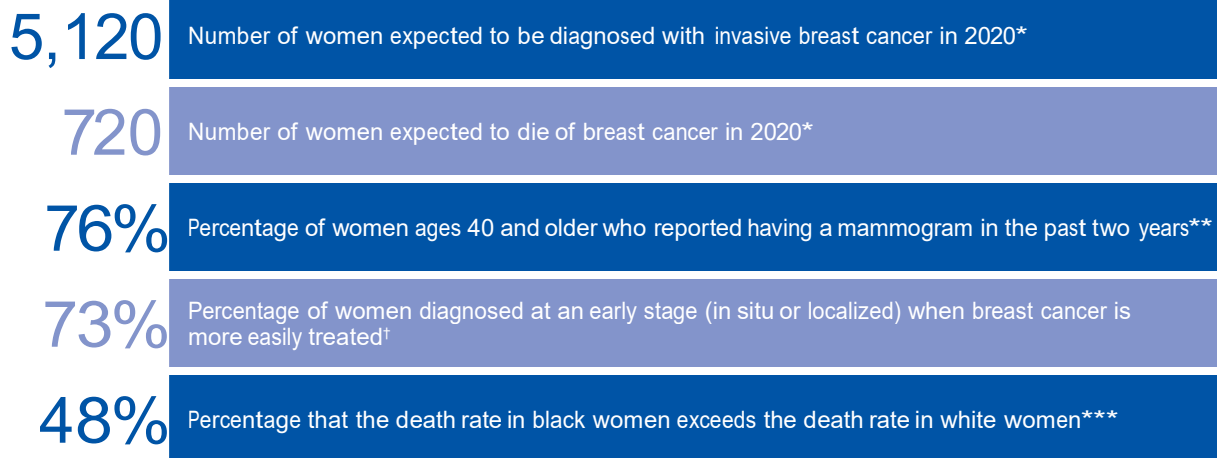 5,120 Number of women expected to be diagnosed with invasive breast cancer in 2020*
720 Number of women expected to die of breast cancer in 2020*
76% Percentage of women ages 40 and older who reported having a mammogram in the past two years**
73% Percentage of women diagnosed at an early stage (in situ or localized) when breast cancer is
more easily treated†
48% Percentage that the death rate in black women exceeds the death rate in white women***